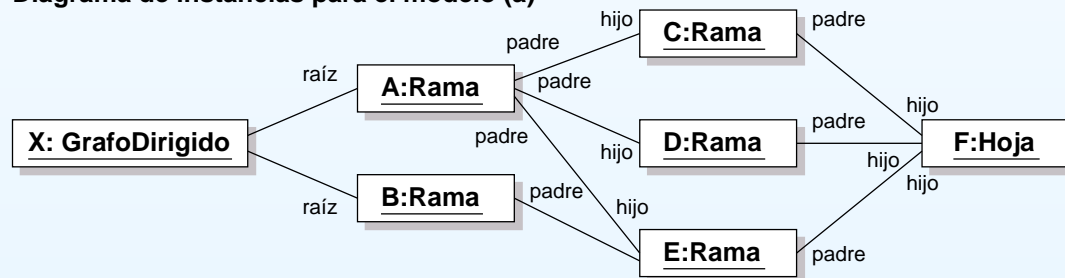 Diagrama de instancias para el modelo (a)
hijo
C:Rama
padre
padre
raíz
A:Rama
padre
hijo
X: GrafoDirigido
padre
hijo
D:Rama
padre
hijo
hijo
F:Hoja
raíz
B:Rama
padre
hijo
E:Rama
padre